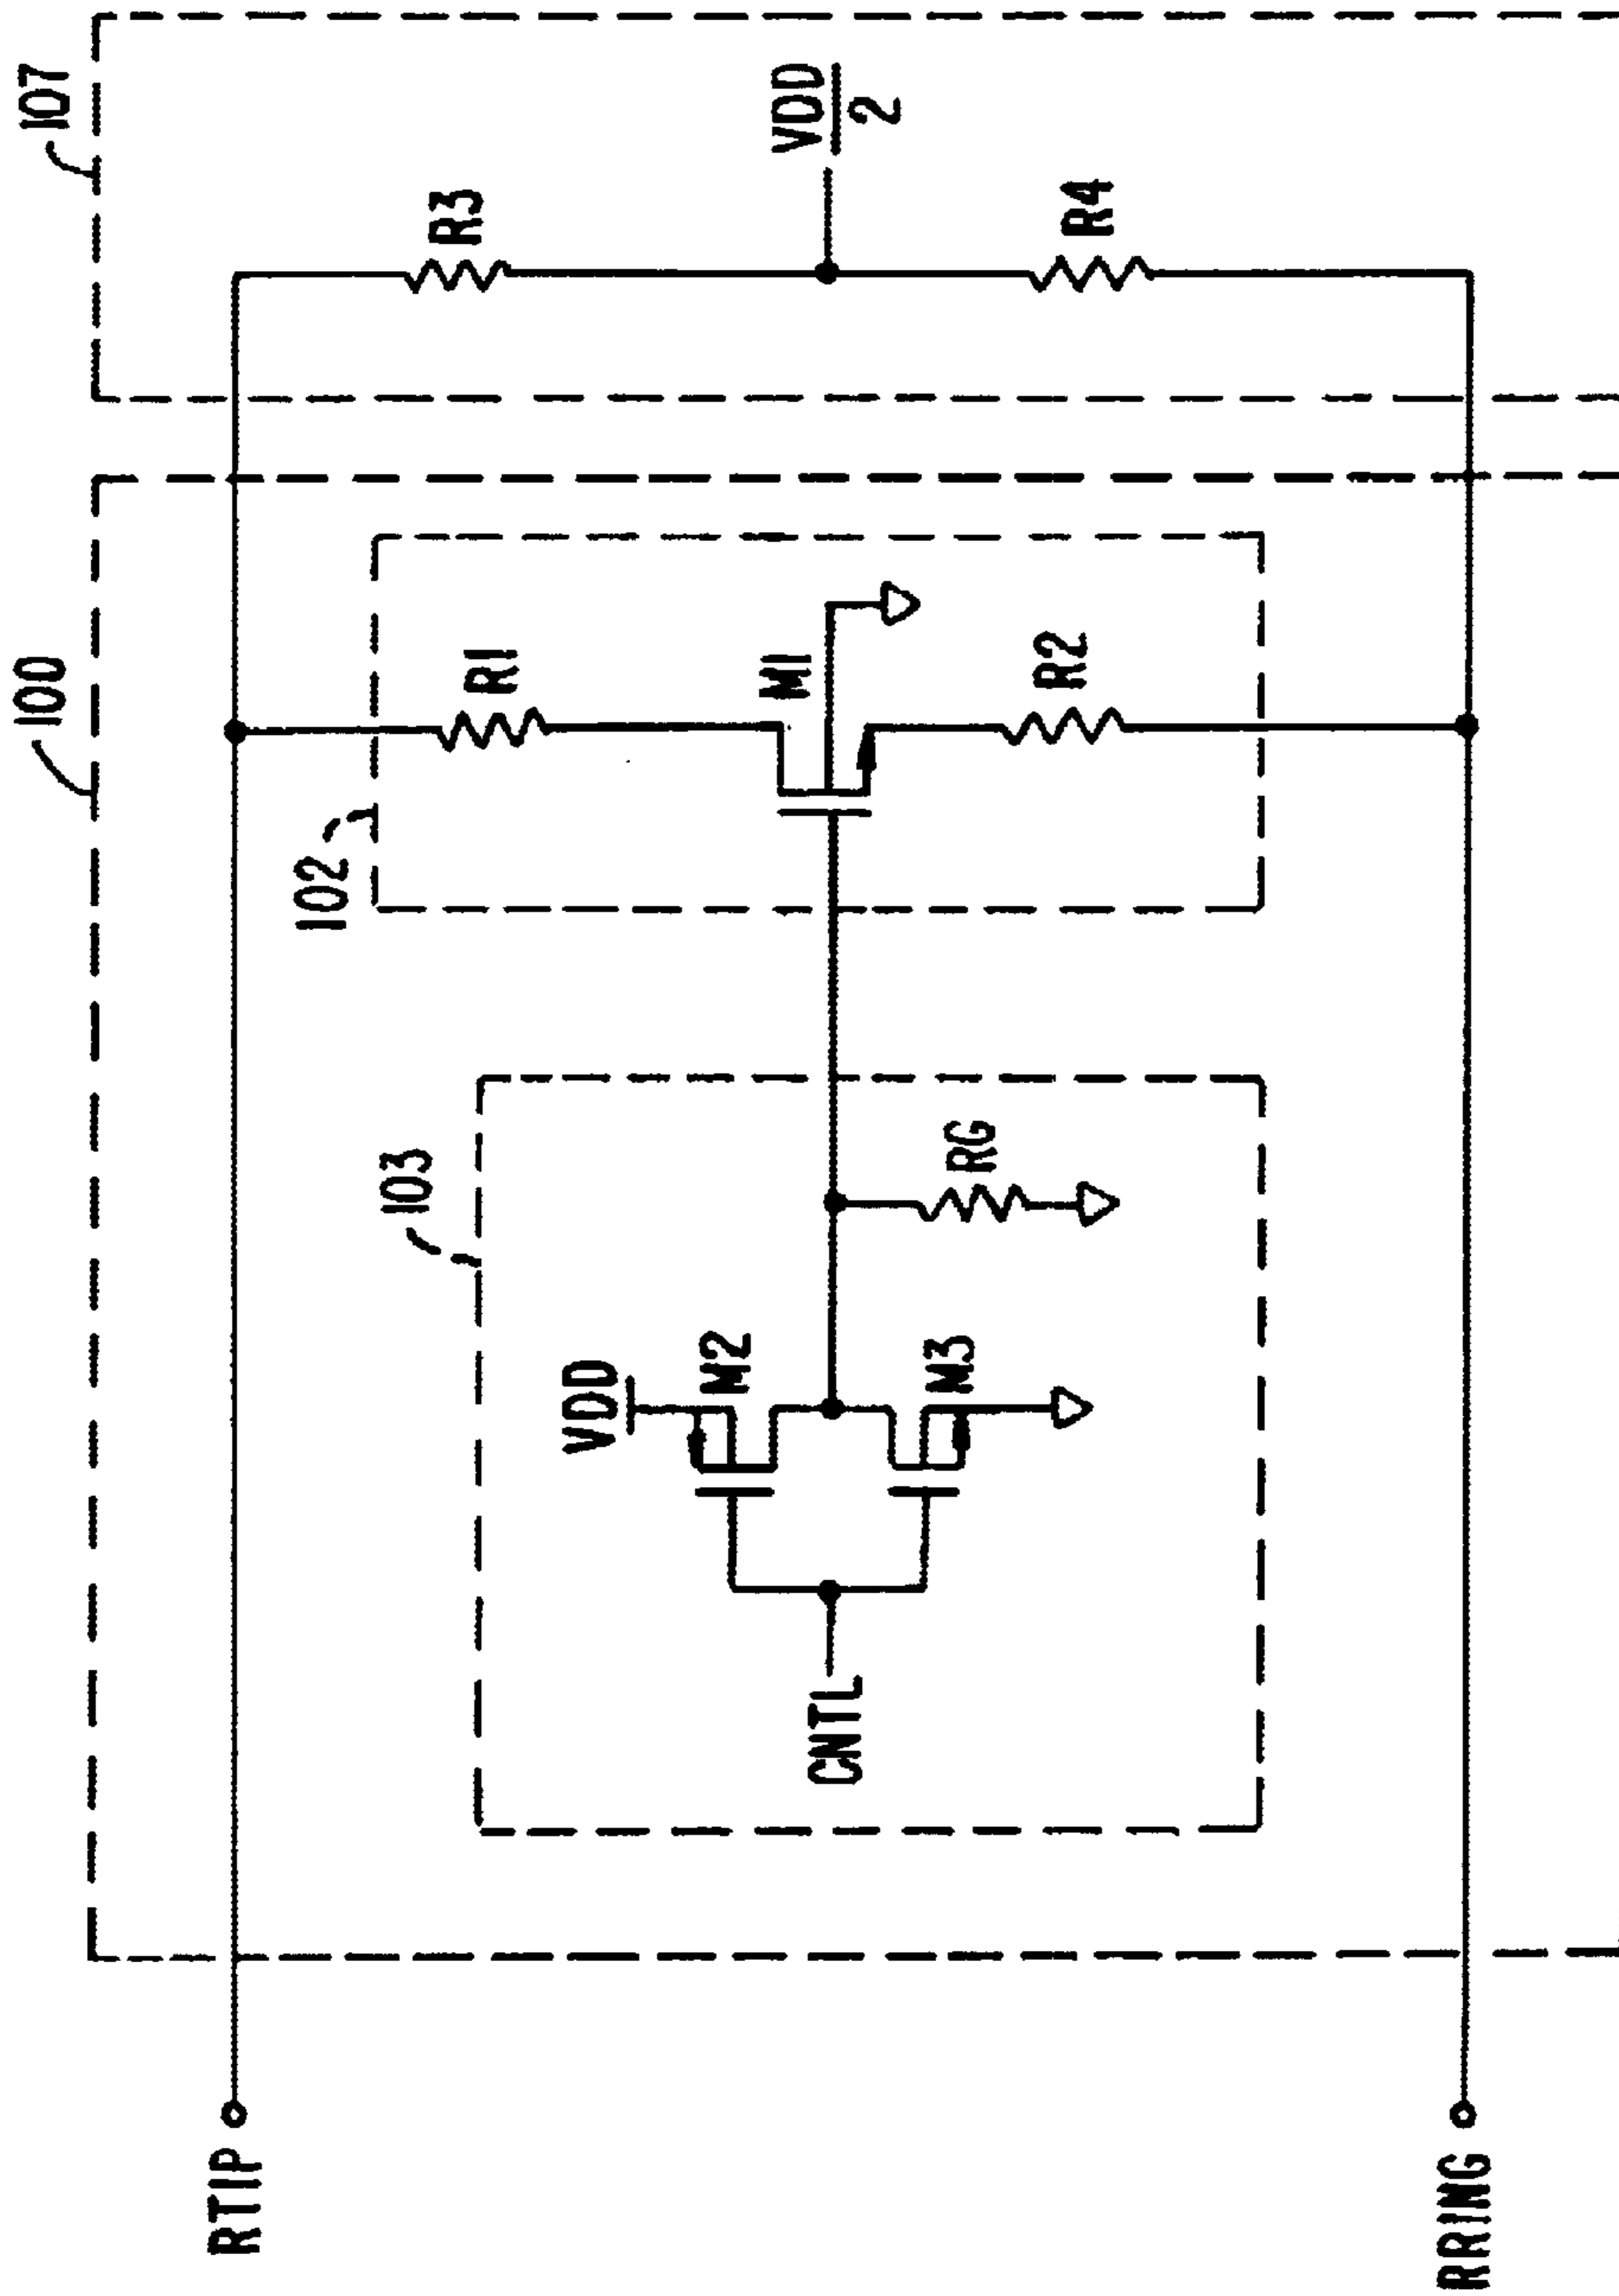 100
107
RTIP
102
R1
R3
103
VDD
M2
M1
VDD
2
CNTL
M3
RG
R2
R4
RRING